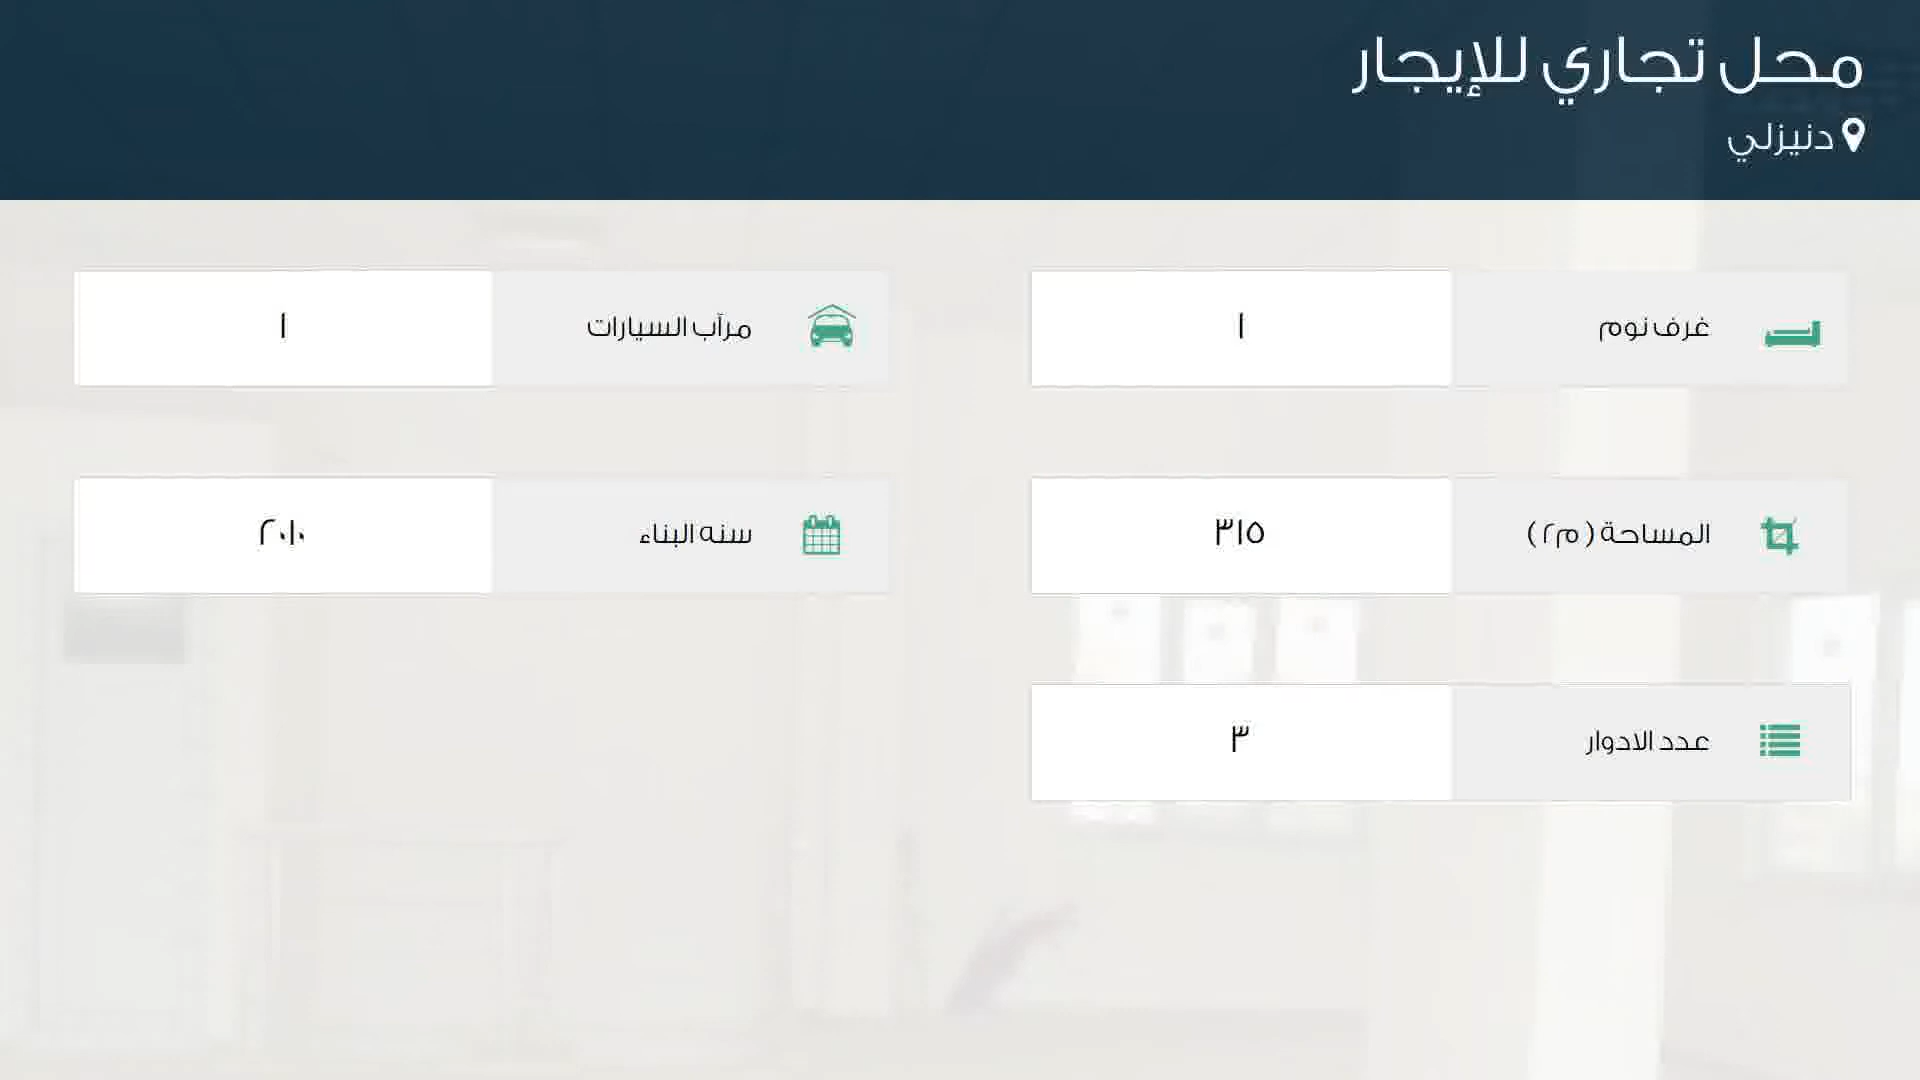 محل تجاري للإيجار
دنيزلي
غرف نوم ١
مرآب السيارات ١
المساحة (م٢) ٣١٥
سنه البناء ٢٠١٠
عدد الادوار ٣